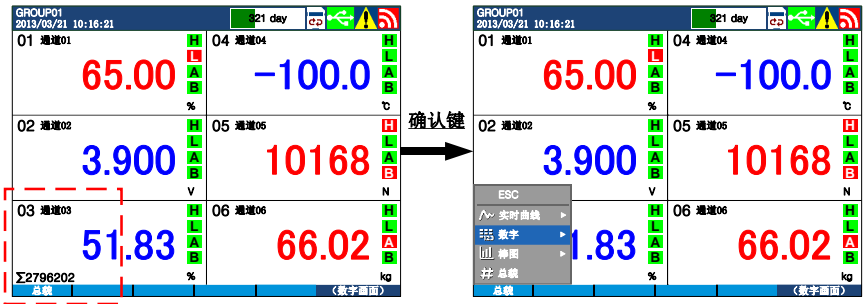 GROUP01
2013/03/21 10:16:21
321 day
01 通道01
65.00
H
L
A
B
%
04 通道04
-100.0
H
L
A
B
℃
02 通道02
3.900
H
L
A
B
V
05 通道05
10168
H
L
A
B
N
03 通道03
51.83
H
L
A
B
Σ2796202
%
06 通道06
66.02
H
L
A
B
kg
总貌
(数字画面)
确认键
GROUP01
2013/03/21 10:16:21
321 day
01 通道01
65.00
H
L
A
B
%
04 通道04
-100.0
H
L
A
B
℃
02 通道02
3.900
H
L
A
B
V
05 通道05
10168
H
L
A
B
N
ESC
实时曲线
数字
棒图
总貌
1.83
H
L
A
B
%
06 通道06
66.02
H
L
A
B
kg
(数字画面)